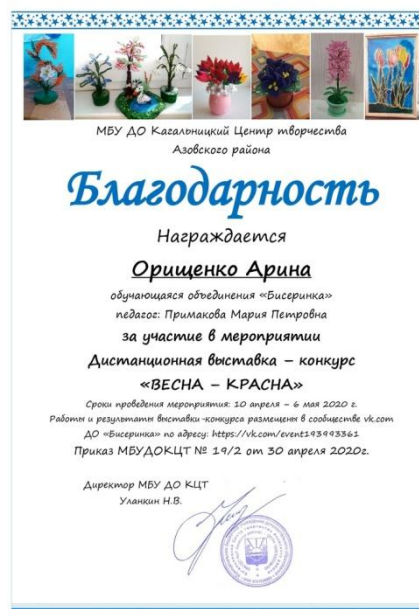 МБУ ДО Кагальницкий Центр творчества
Азовского района
Благодарность
Награждается
Орищенко Арина
обучающаяся объединения «Бисеринка»
педагог: Примакова Мария Петровна
за участие в мероприятии
Дистанционная выставка – конкурс
«ВЕСНА – КРАСНА»
Сроки проведения мероприятия: 10 апреля – 6 мая 2020 г.
Работы и результаты выставки-конкурса размещены в сообществе vk.com
ДО «Бисеринка» по адресу: https://vk.com/event193993361
Приказ МБУДОКЦТ № 19/2 от 30 апреля 2020г.
Директор МБУ ДО КЦТ
Уланкин Н.В.